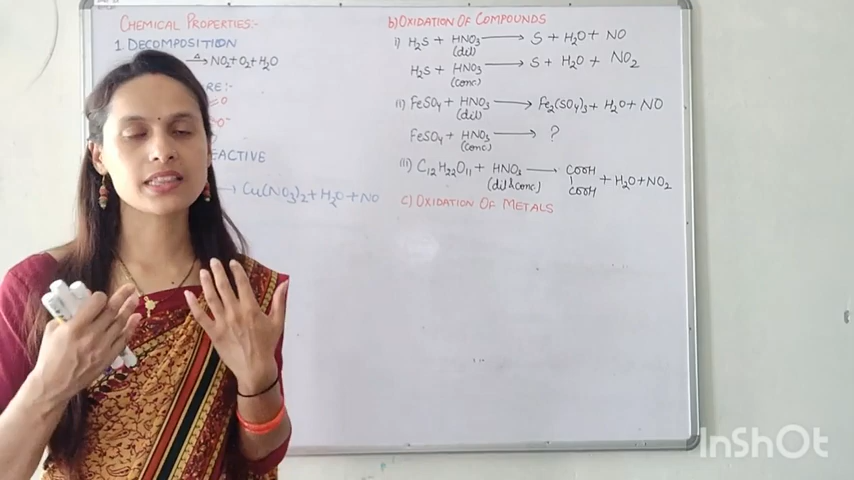 CHEMICAL PROPERTIES:-
1. DECOMPOSITION
△→ NO₂ + O₂ + H₂O
RE:-
O
O⁻
REACTIVE
→ Cu(NO₃)₂ + H₂O + NO
b) OXIDATION OF COMPOUNDS
i) H₂S + HNO₃ (dil) → S + H₂O + NO
H₂S + HNO₃ (conc) → S + H₂O + NO₂
ii) FeSO₄ + HNO₃ (dil) → Fe₂(SO₄)₃ + H₂O + NO
FeSO₄ + HNO₃ (conc) → ?
iii) C₁₂H₂₂O₁₁ + HNO₃ (dil & conc) → COOH
COOH + H₂O + NO₂
c) OXIDATION OF METALS
InShOt